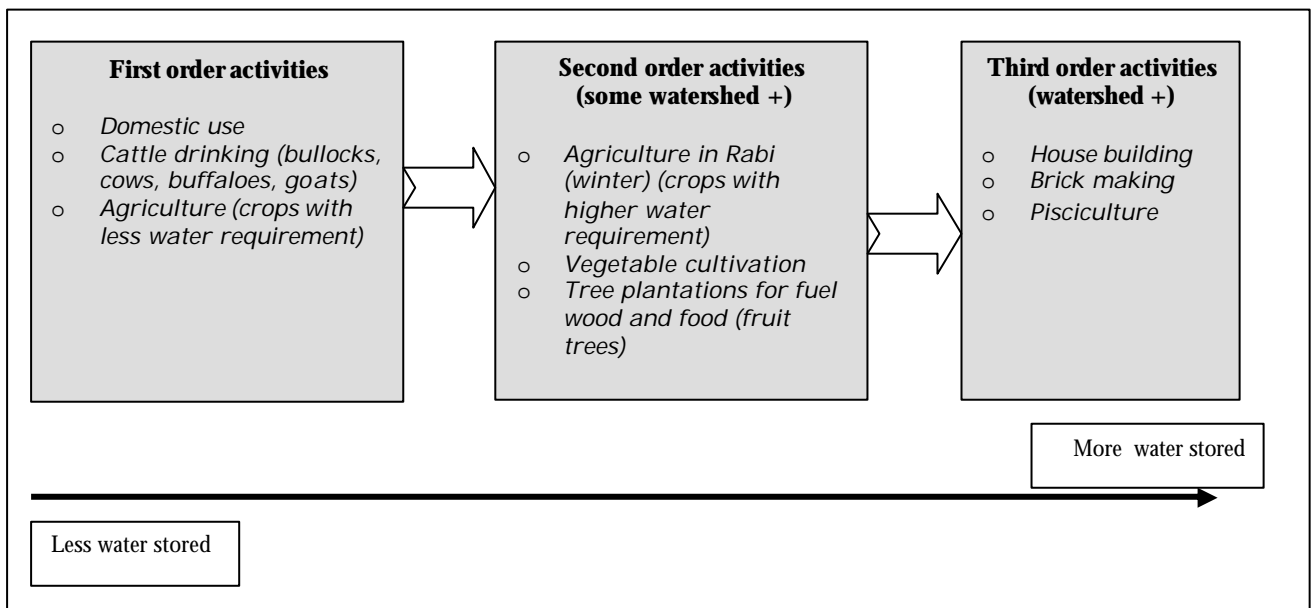 First order activities
o Domestic use
o Cattle drinking (bullocks,
cows, buffaloes, goats)
o Agriculture (crops with
less water requirement)
Second order activities
(some watershed +)
o Agriculture in Rabi
(winter) (crops with
higher water
requirement)
o Vegetable cultivation
o Tree plantations for fuel
wood and food (fruit
trees)
Third order activities
(watershed +)
o House building
o Brick making
o Pisciculture
More water stored
Less water stored